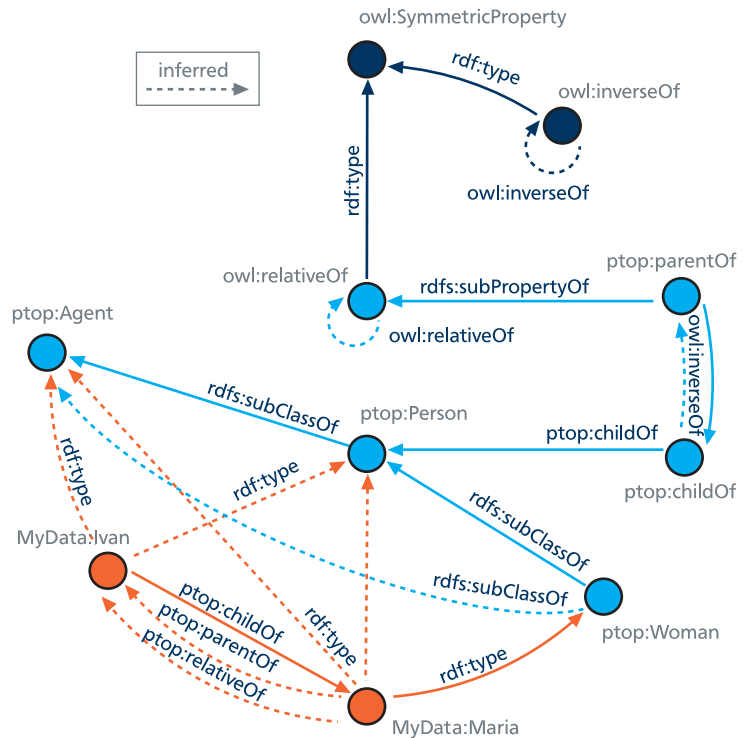 owl:SymmetricProperty
inferred
rdf:type
owl:inverseOf
owl:inverseOf
rdf:type
owl:relativeOf
ptop:parentOf
rdfs:subPropertyOf
owl:relativeOf
owl:inverseOf
ptop:Agent
rdfs:subClassOf
ptop:Person
ptop:childOf
ptop:childOf
rdf:type
rdf:type
MyData:Ivan
rdfs:subClassOf
rdfs:subClassOf
ptop:childOf
ptop:parentOf
ptop:relativeOf
rdf:type
ptop:Woman
rdf:type
MyData:Maria